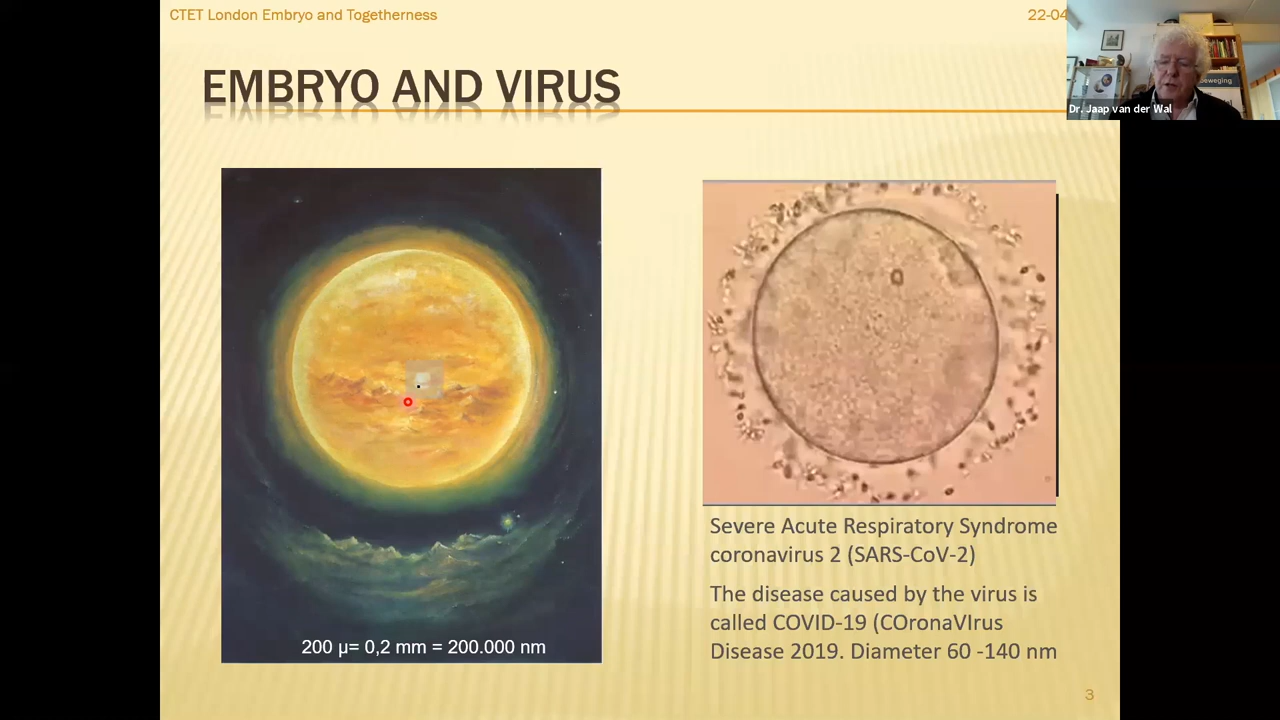 CTET London Embryo and Togetherness
22-04
EMBRYO AND VIRUS
beweging
Dr. Jaap van der Wal
200 µ= 0,2 mm = 200.000 nm
Severe Acute Respiratory Syndrome
coronavirus 2 (SARS-CoV-2)
The disease caused by the virus is
called COVID-19 (COronaVIrus
Disease 2019. Diameter 60 -140 nm
3